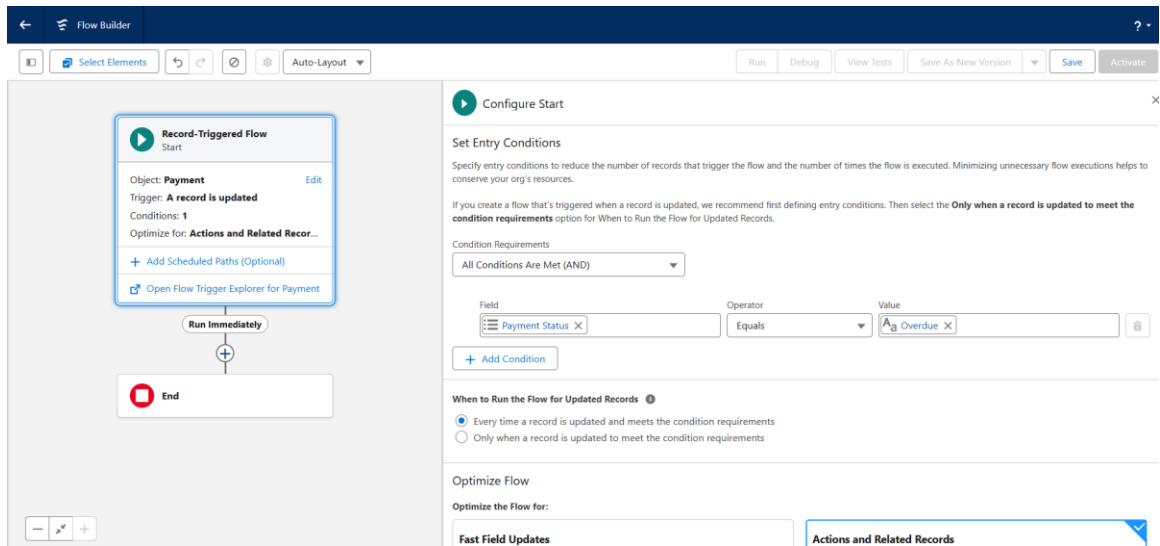 Flow Builder
?
Select Elements
Auto-Layout
Run
Debug
View Tests
Save As New Version
Save
Activate
Record-Triggered Flow
Start
Object: Payment
Edit
Trigger: A record is updated
Conditions: 1
Optimize for: Actions and Related Recor...
+ Add Scheduled Paths (Optional)
Open Flow Trigger Explorer for Payment
Run Immediately
End
Configure Start
Set Entry Conditions
Specify entry conditions to reduce the number of records that trigger the flow and the number of times the flow is executed. Minimizing unnecessary flow executions helps to
conserve your org's resources.
If you create a flow that's triggered when a record is updated, we recommend first defining entry conditions. Then select the Only when a record is updated to meet the
condition requirements option for When to Run the Flow for Updated Records.
Condition Requirements
All Conditions Are Met (AND)
Field
Operator
Value
Payment Status
Equals
Aa Overdue
+ Add Condition
When to Run the Flow for Updated Records
Every time a record is updated and meets the condition requirements
Only when a record is updated to meet the condition requirements
Optimize Flow
Optimize the Flow for:
Fast Field Updates
Actions and Related Records